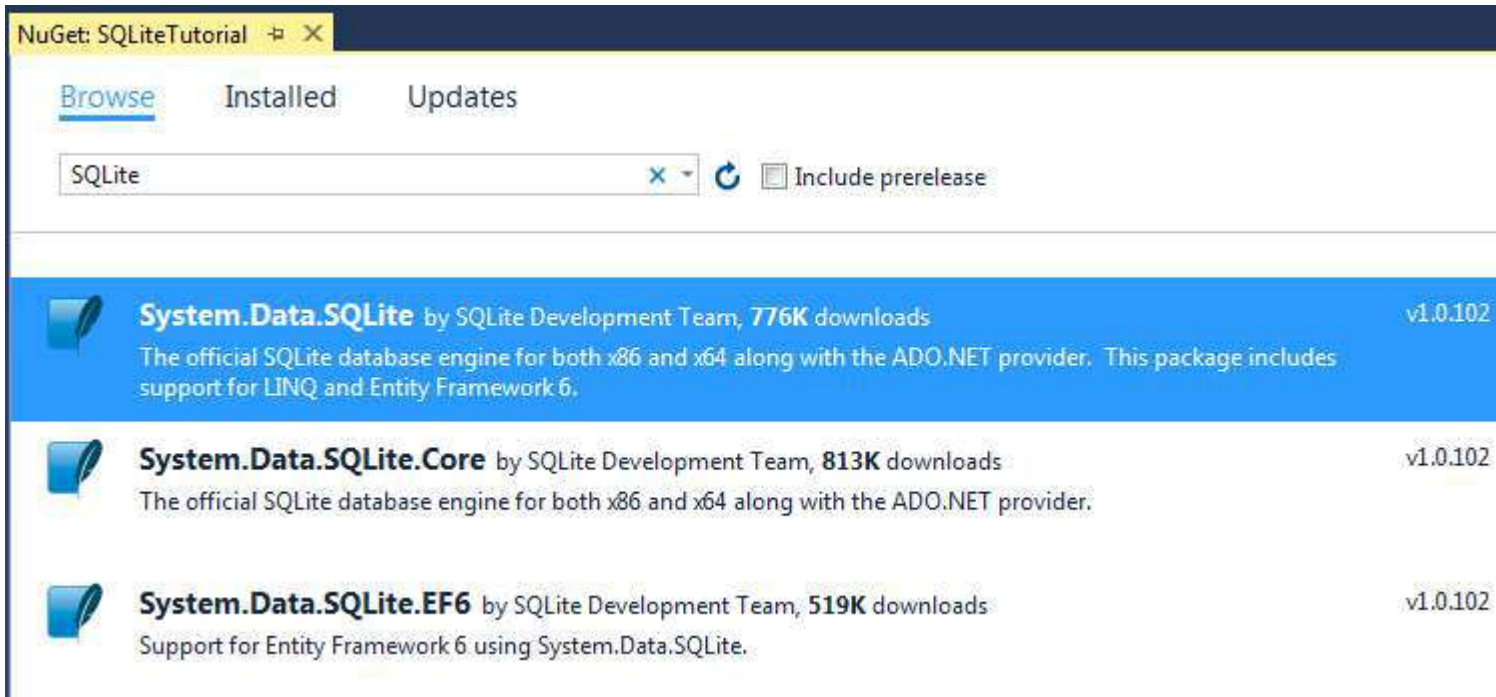 NuGet: SQLiteTutorial
Browse Installed Updates
SQLite Include prerelease
System.Data.SQLite by SQLite Development Team, 776K downloads v1.0.102
The official SQLite database engine for both x86 and x64 along with the ADO.NET provider. This package includes
support for LINQ and Entity Framework 6.
System.Data.SQLite.Core by SQLite Development Team, 813K downloads v1.0.102
The official SQLite database engine for both x86 and x64 along with the ADO.NET provider.
System.Data.SQLite.EF6 by SQLite Development Team, 519K downloads v1.0.102
Support for Entity Framework 6 using System.Data.SQLite.